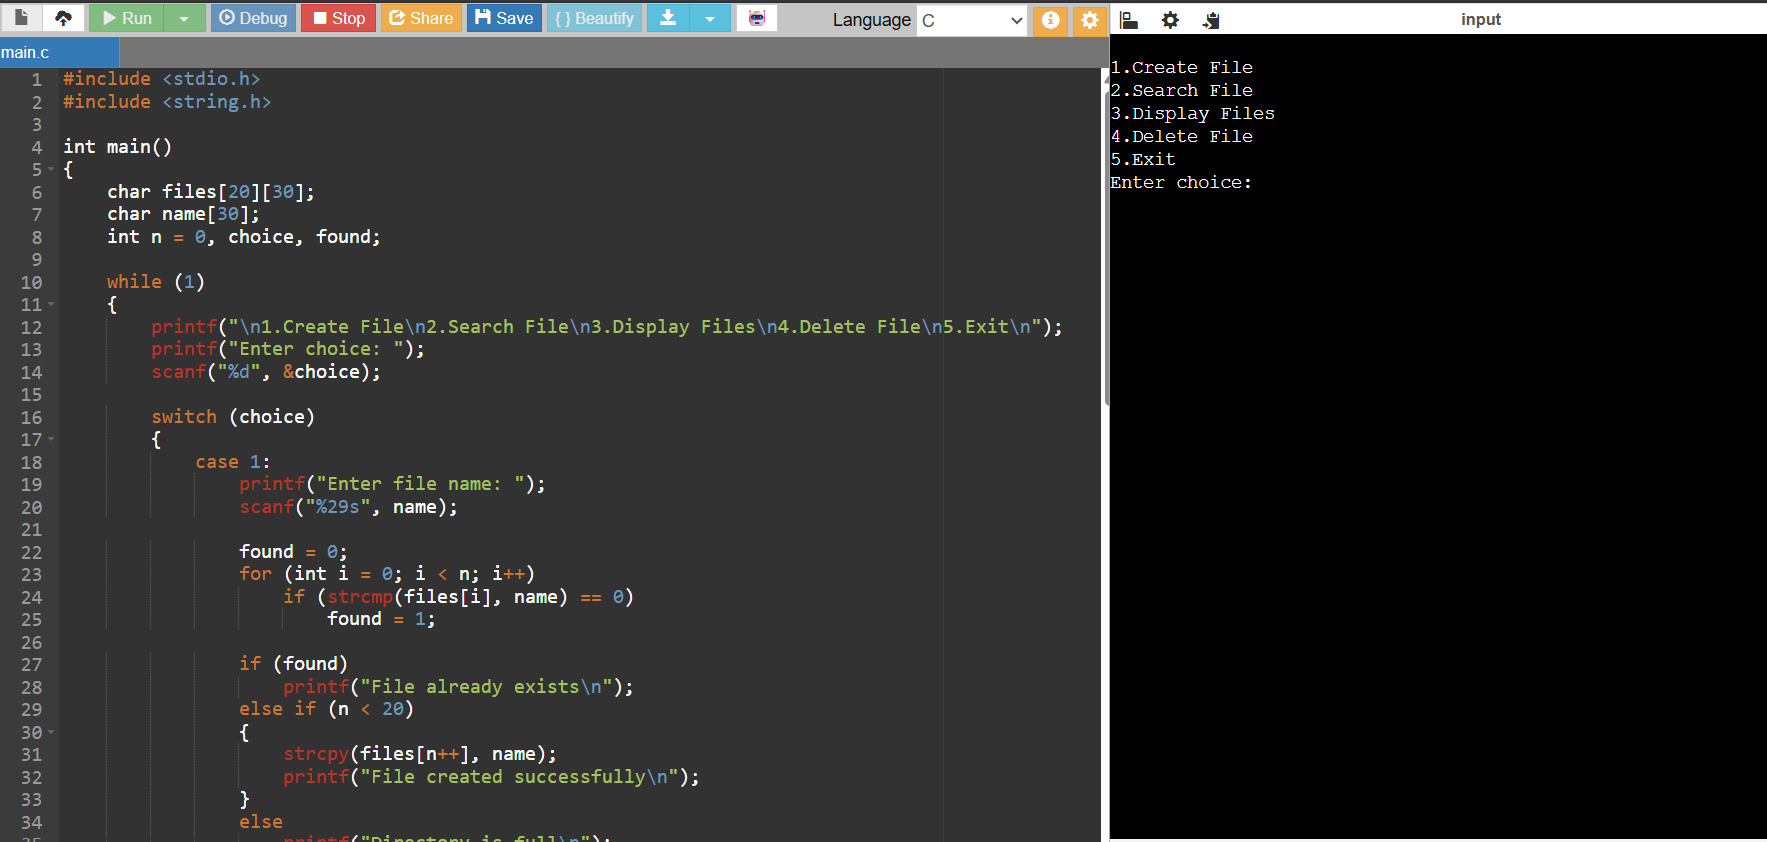 Run Debug Stop Share Save { } Beautify Language C input
main.c
1 #include <stdio.h>
2 #include <string.h>
3
4 int main()
5 {
6     char files[20][30];
7     char name[30];
8     int n = 0, choice, found;
9
10     while (1)
11     {
12         printf("\n1.Create File\n2.Search File\n3.Display Files\n4.Delete File\n5.Exit\n");
13         printf("Enter choice: ");
14         scanf("%d", &choice);
15
16         switch (choice)
17         {
18             case 1:
19                 printf("Enter file name: ");
20                 scanf("%29s", name);
21
22                 found = 0;
23                 for (int i = 0; i < n; i++)
24                     if (strcmp(files[i], name) == 0)
25                         found = 1;
26
27                 if (found)
28                     printf("File already exists\n");
29                 else if (n < 20)
30                 {
31                     strcpy(files[n++], name);
32                     printf("File created successfully\n");
33                 }
34                 else
35                     printf("Directory is full\n");
1.Create File
2.Search File
3.Display Files
4.Delete File
5.Exit
Enter choice: